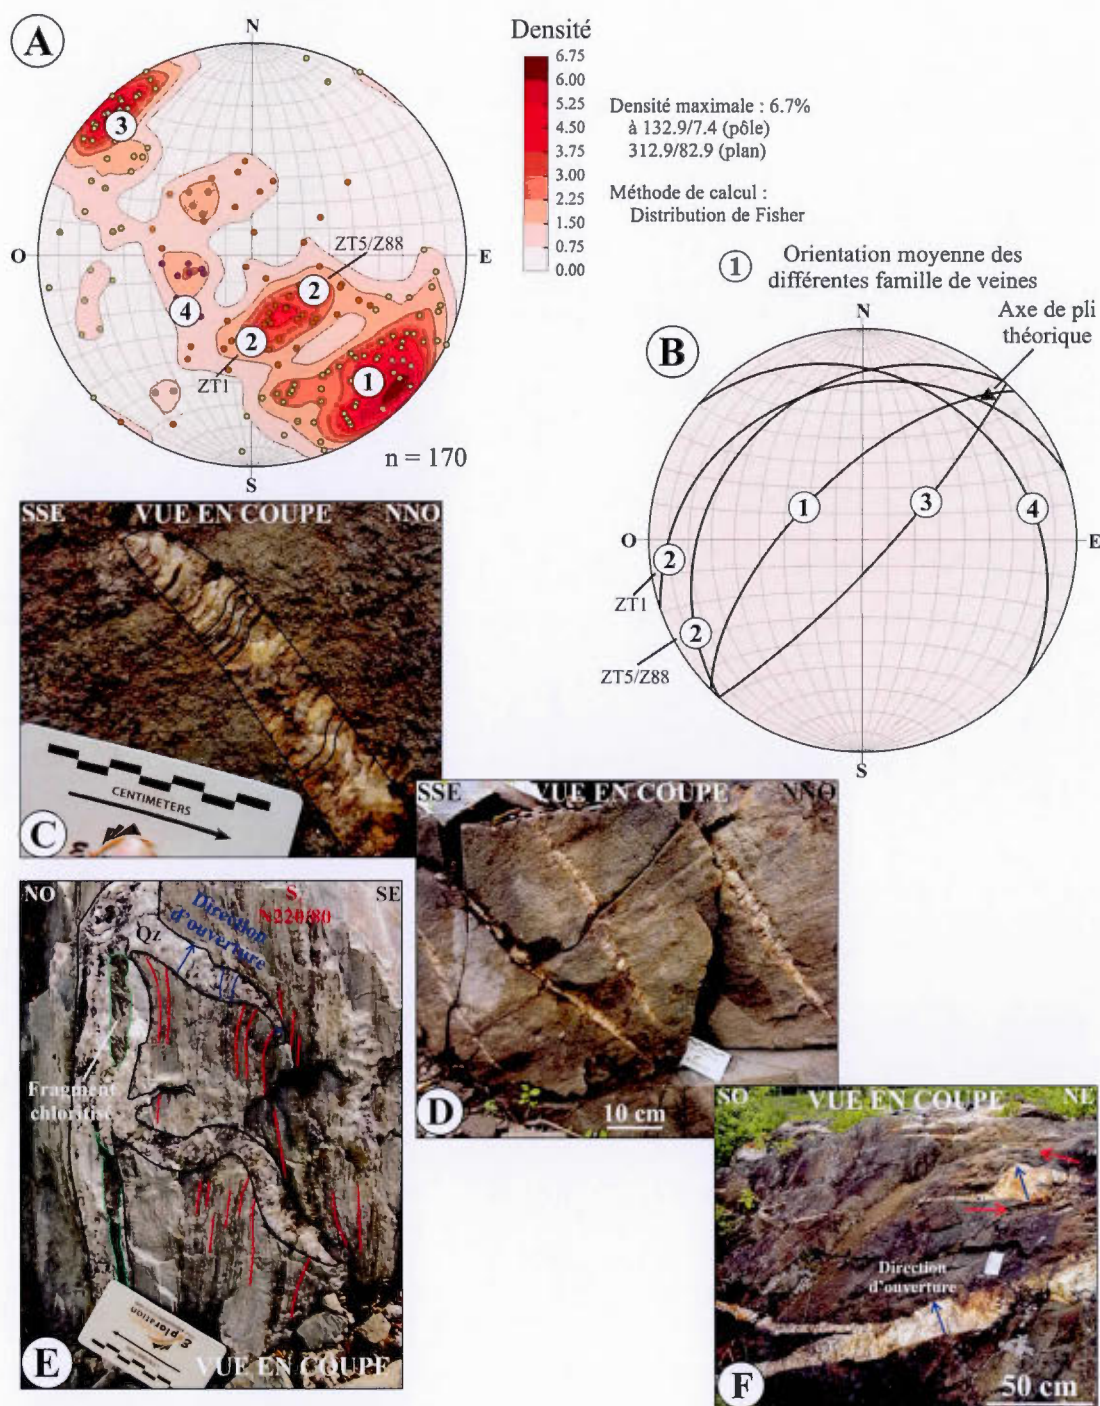 A
N
O
E
S
3
4
2
2
1
ZT5/Z88
ZT1
n = 170
Densité
6.75
6.00
5.25
4.50
3.75
3.00
2.25
1.50
0.75
0.00
Densité maximale : 6.7%
à 132.9/7.4 (pôle)
312.9/82.9 (plan)
Méthode de calcul :
Distribution de Fisher
1 Orientation moyenne des
différentes famille de veines
B
N
Axe de pli
théorique
O
E
S
1
3
4
2
ZT1
2
ZT5/Z88
SSE VUE EN COUPE NNO
CENTIMETERS
C
SSE VUE EN COUPE NNO
10 cm
D
NO
SE
S
N220/80
Direction
d'ouverture
Qz
Fragment
chloritisé
VUE EN COUPE
E
SO VUE EN COUPE NE
Direction
d'ouverture
50 cm
F